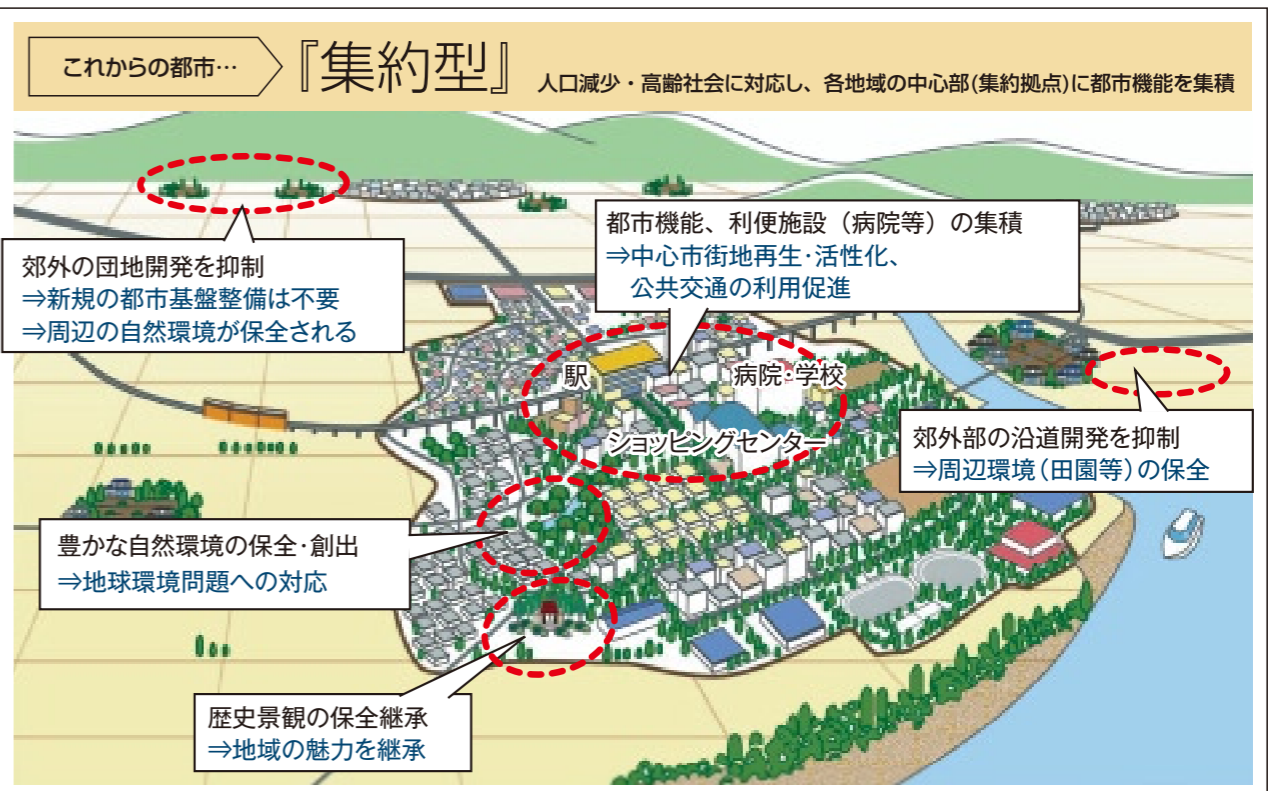 これからの都市…
『集約型』
人口減少・高齢社会に対応し、各地域の中心部(集約拠点)に都市機能を集積
都市機能、利便施設（病院等）の集積
⇒中心市街地再生・活性化、
公共交通の利用促進
郊外の団地開発を抑制
⇒新規の都市基盤整備は不要
⇒周辺の自然環境が保全される
駅
病院・学校
ショッピングセンター
郊外部の沿道開発を抑制
⇒周辺環境（田園等）の保全
豊かな自然環境の保全・創出
⇒地球環境問題への対応
歴史景観の保全継承
⇒地域の魅力を継承